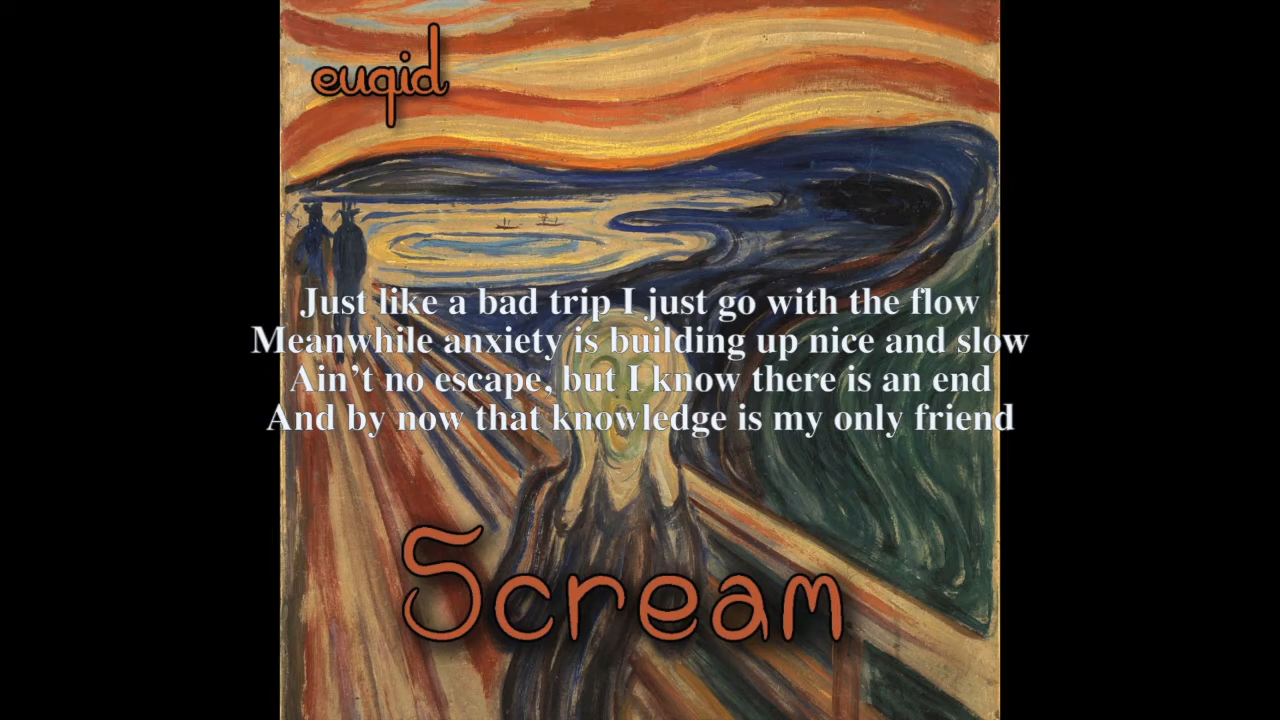 euqid
Just like a bad trip I just go with the flow
Meanwhile anxiety is building up nice and slow
Ain’t no escape, but I know there is an end
And by now that knowledge is my only friend
Scream